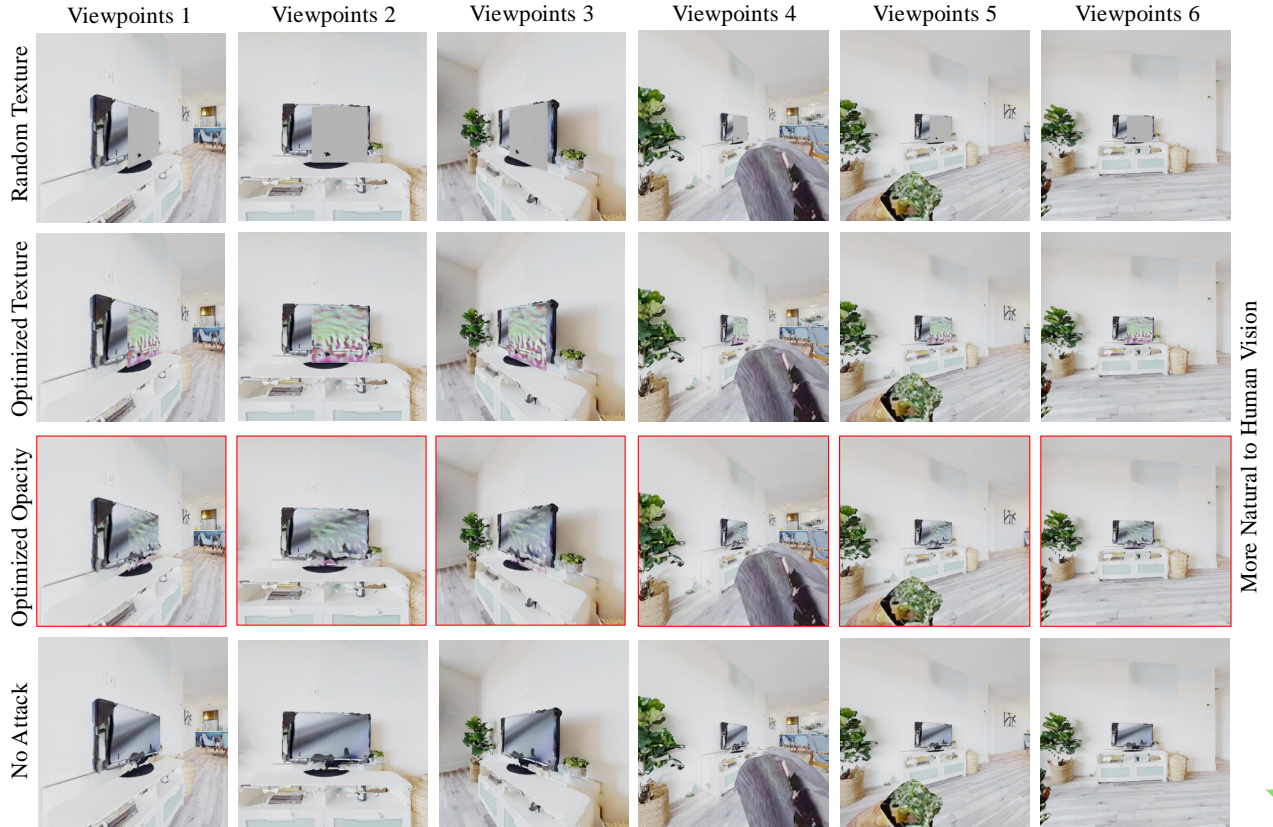 Viewpoints 1
Viewpoints 2
Viewpoints 3
Viewpoints 4
Viewpoints 5
Viewpoints 6
Random Texture
Optimized Texture
Optimized Opacity
No Attack
More Natural to Human Vision